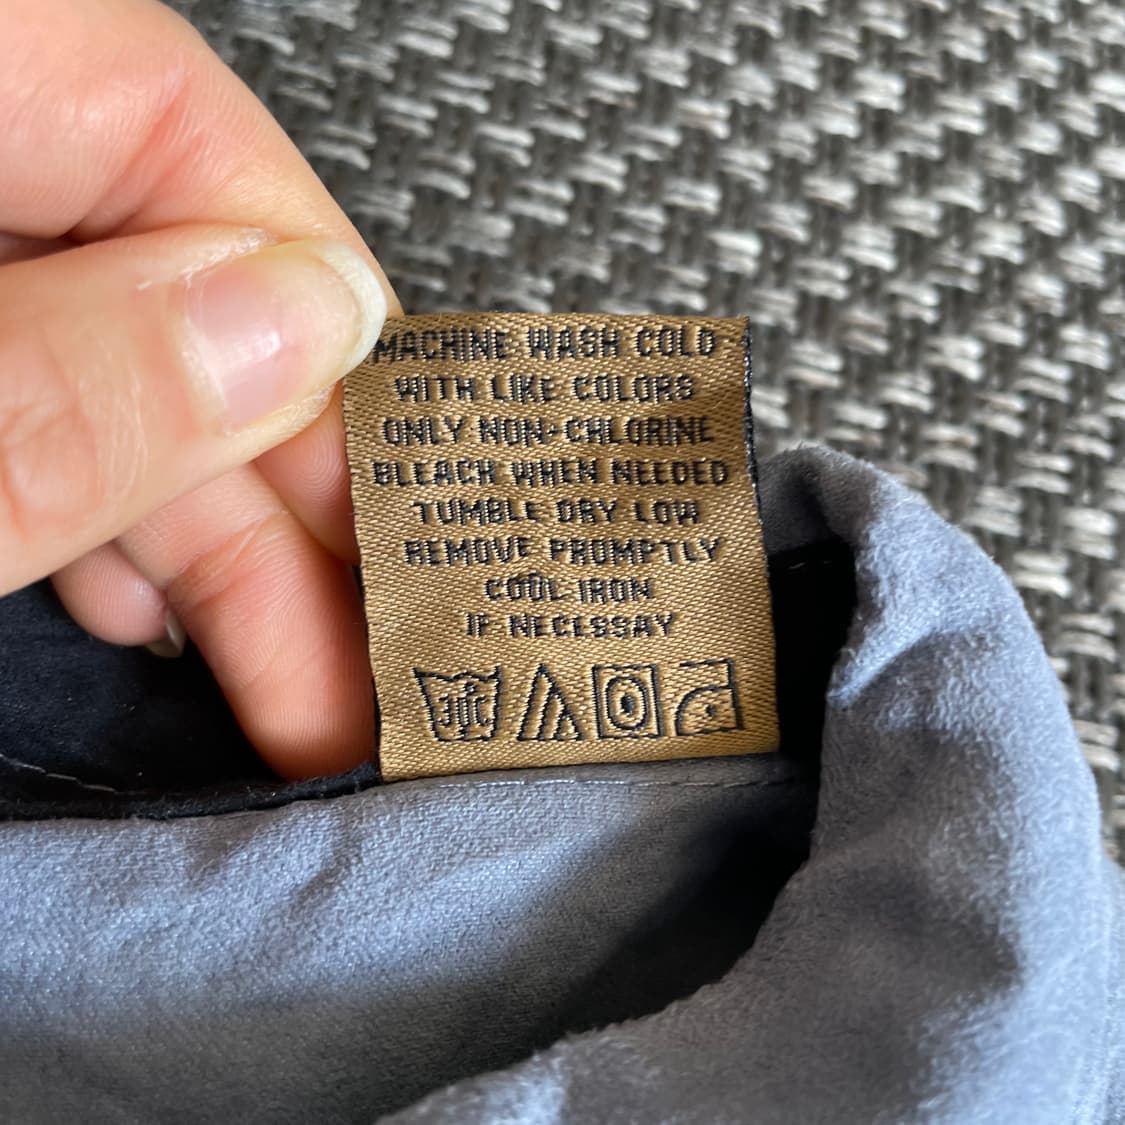 MACHINE WASH COLD
WITH LIKE COLORS
ONLY NON-CHLORINE
BLEACH WHEN NEEDED
TUMBLE DRY LOW
REMOVE PROMPTLY
COOL IRON
IF NECESSAY
30C